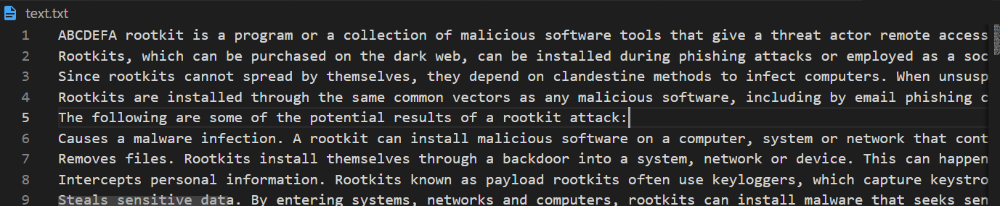 text.txt
1 ABCDEFA rootkit is a program or a collection of malicious software tools that give a threat actor remote access
2 Rootkits, which can be purchased on the dark web, can be installed during phishing attacks or employed as a soc
3 Since rootkits cannot spread by themselves, they depend on clandestine methods to infect computers. When unsusp
4 Rootkits are installed through the same common vectors as any malicious software, including by email phishing c
5 The following are some of the potential results of a rootkit attack:
6 Causes a malware infection. A rootkit can install malicious software on a computer, system or network that cont
7 Removes files. Rootkits install themselves through a backdoor into a system, network or device. This can happen
8 Intercepts personal information. Rootkits known as payload rootkits often use keyloggers, which capture keystro
9 Steals sensitive data. By entering systems, networks and computers, rootkits can install malware that seeks sen